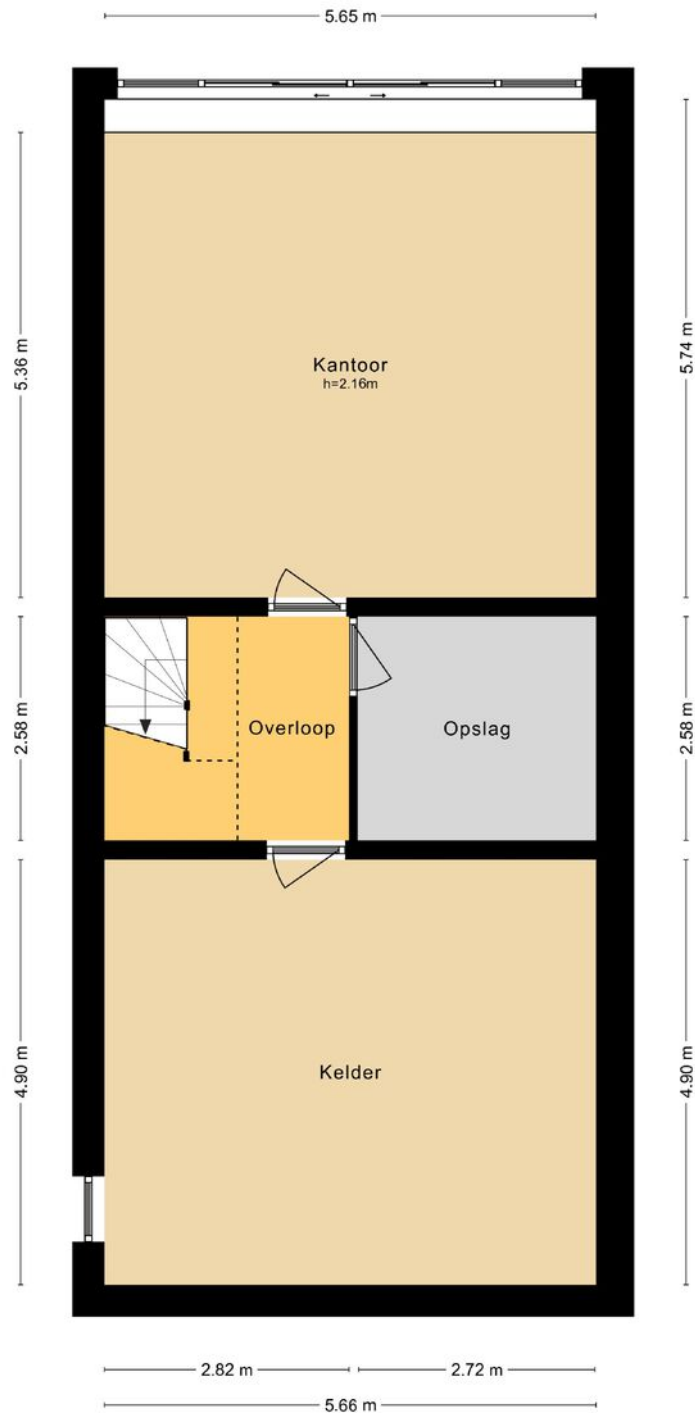 5.65 m
5.36 m
5.74 m
Kantoor
h=2.16m
2.58 m
Overloop
Opslag
2.58 m
4.90 m
Kelder
4.90 m
2.82 m
2.72 m
5.66 m